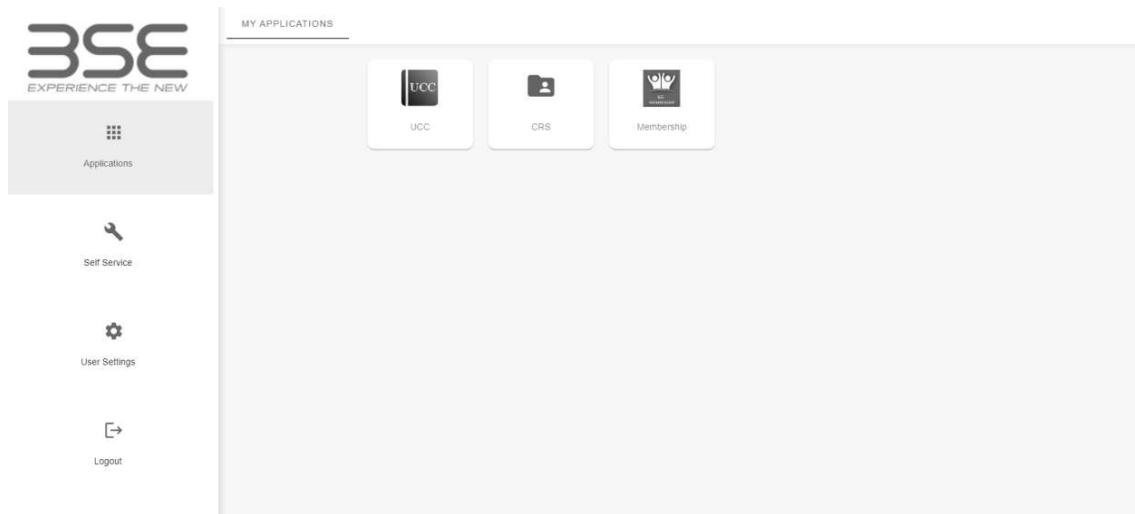 BSE
EXPERIENCE THE NEW
MY APPLICATIONS
UCC
UCC
CRS
Membership
Applications
Self Service
User Settings
Logout